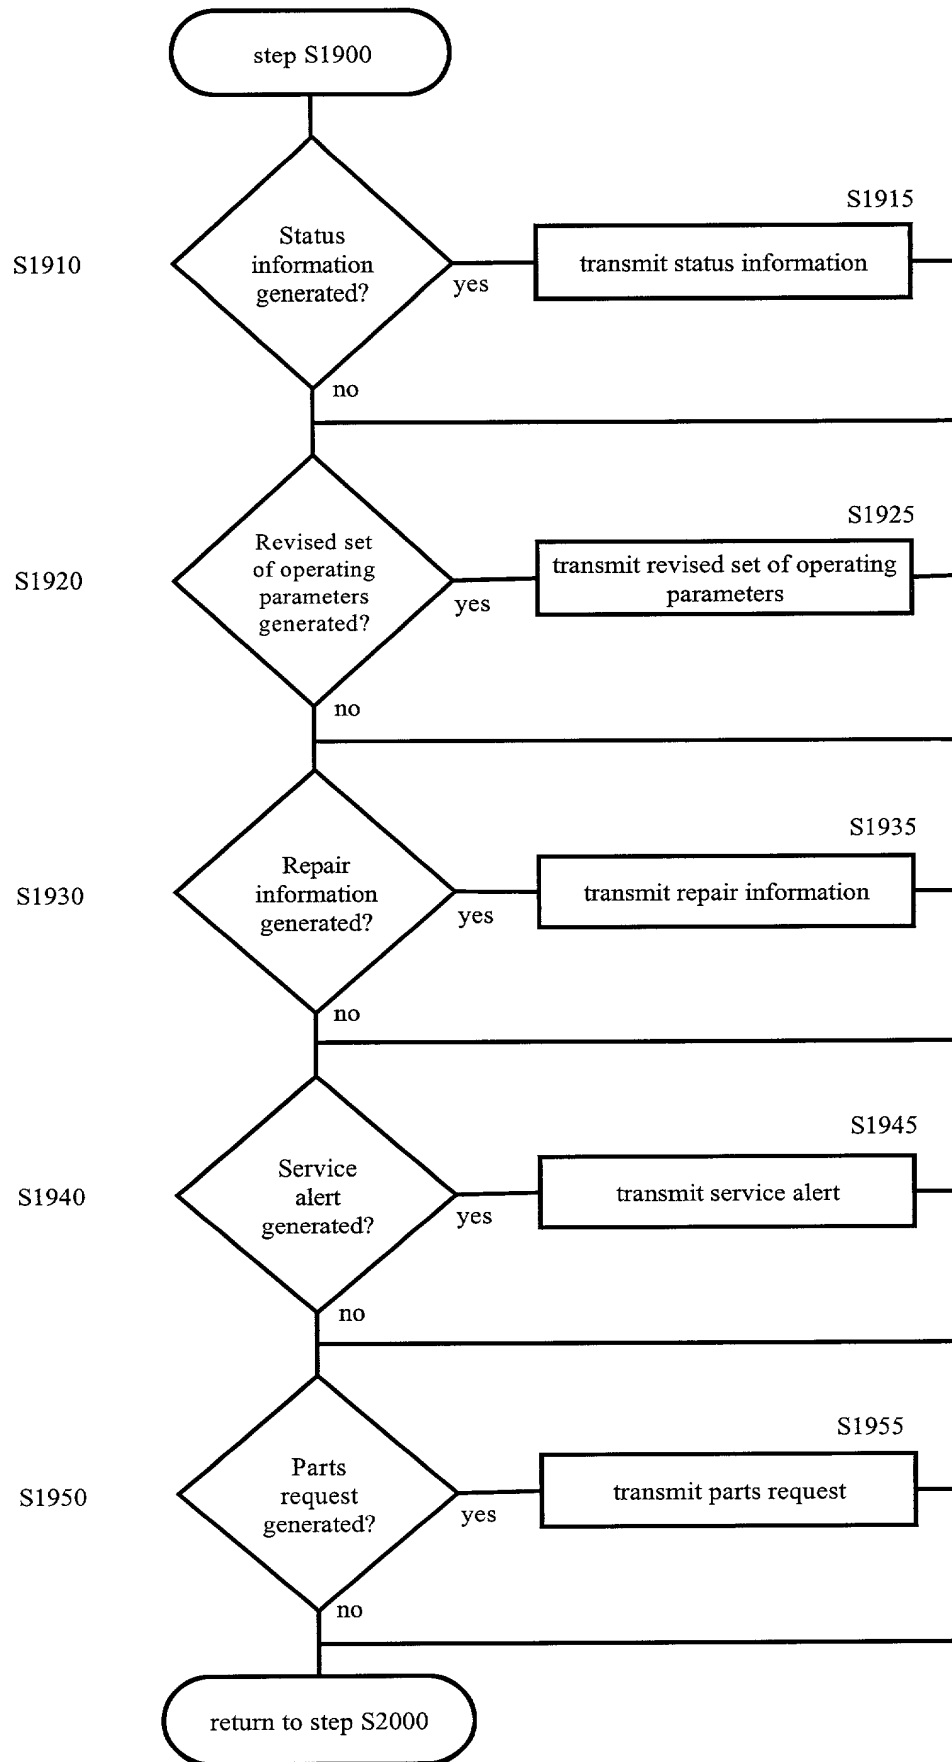 step S1900
S1915
Status
information
generated?
S1910
transmit status information
yes
no
S1925
Revised set
of operating
parameters
generated?
S1920
transmit revised set of operating
parameters
yes
no
S1935
Repair
information
generated?
S1930
transmit repair information
yes
no
S1945
Service
alert
generated?
S1940
transmit service alert
yes
no
S1955
Parts
request
generated?
S1950
transmit parts request
yes
no
return to step S2000